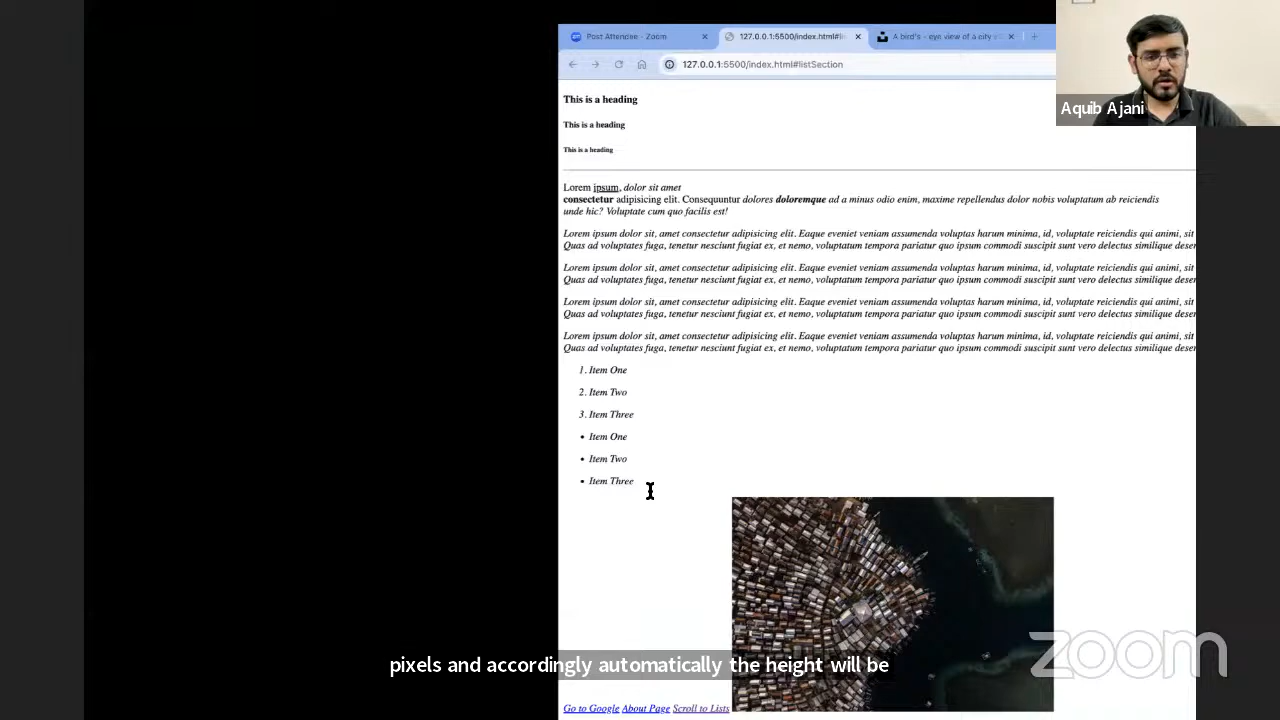 Post Attendee - Zoom
127.0.0.1:5500/index.html#li
A bird's - eye view of a city
127.0.0.1:5500/index.html#listSection
Aquib Ajani
This is a heading
This is a heading
This is a heading
Lorem ipsum, dolor sit amet
consectetur adipisicing elit. Consequuntur dolores doloremque ad a minus odio enim, maxime repellendus dolor nobis voluptatum ab reiciendis
unde hic? Voluptate cum quo facilis est!
Lorem ipsum dolor sit, amet consectetur adipisicing elit. Eaque eveniet veniam assumenda voluptas harum minima, id, voluptate reiciendis qui animi, sit
Quas ad voluptates fuga, tenetur nesciunt fugiat ex, et nemo, voluptatum tempora pariatur quo ipsum commodi suscipit sunt vero delectus similique deser
Lorem ipsum dolor sit, amet consectetur adipisicing elit. Eaque eveniet veniam assumenda voluptas harum minima, id, voluptate reiciendis qui animi, sit
Quas ad voluptates fuga, tenetur nesciunt fugiat ex, et nemo, voluptatum tempora pariatur quo ipsum commodi suscipit sunt vero delectus similique deser
Lorem ipsum dolor sit, amet consectetur adipisicing elit. Eaque eveniet veniam assumenda voluptas harum minima, id, voluptate reiciendis qui animi, sit
Quas ad voluptates fuga, tenetur nesciunt fugiat ex, et nemo, voluptatum tempora pariatur quo ipsum commodi suscipit sunt vero delectus similique deser
Lorem ipsum dolor sit, amet consectetur adipisicing elit. Eaque eveniet veniam assumenda voluptas harum minima, id, voluptate reiciendis qui animi, sit
Quas ad voluptates fuga, tenetur nesciunt fugiat ex, et nemo, voluptatum tempora pariatur quo ipsum commodi suscipit sunt vero delectus similique deser
1. Item One
2. Item Two
3. Item Three
• Item One
• Item Two
• Item Three
pixels and accordingly automatically the height will be
zoom
Go to Google About Page Scroll to Lists